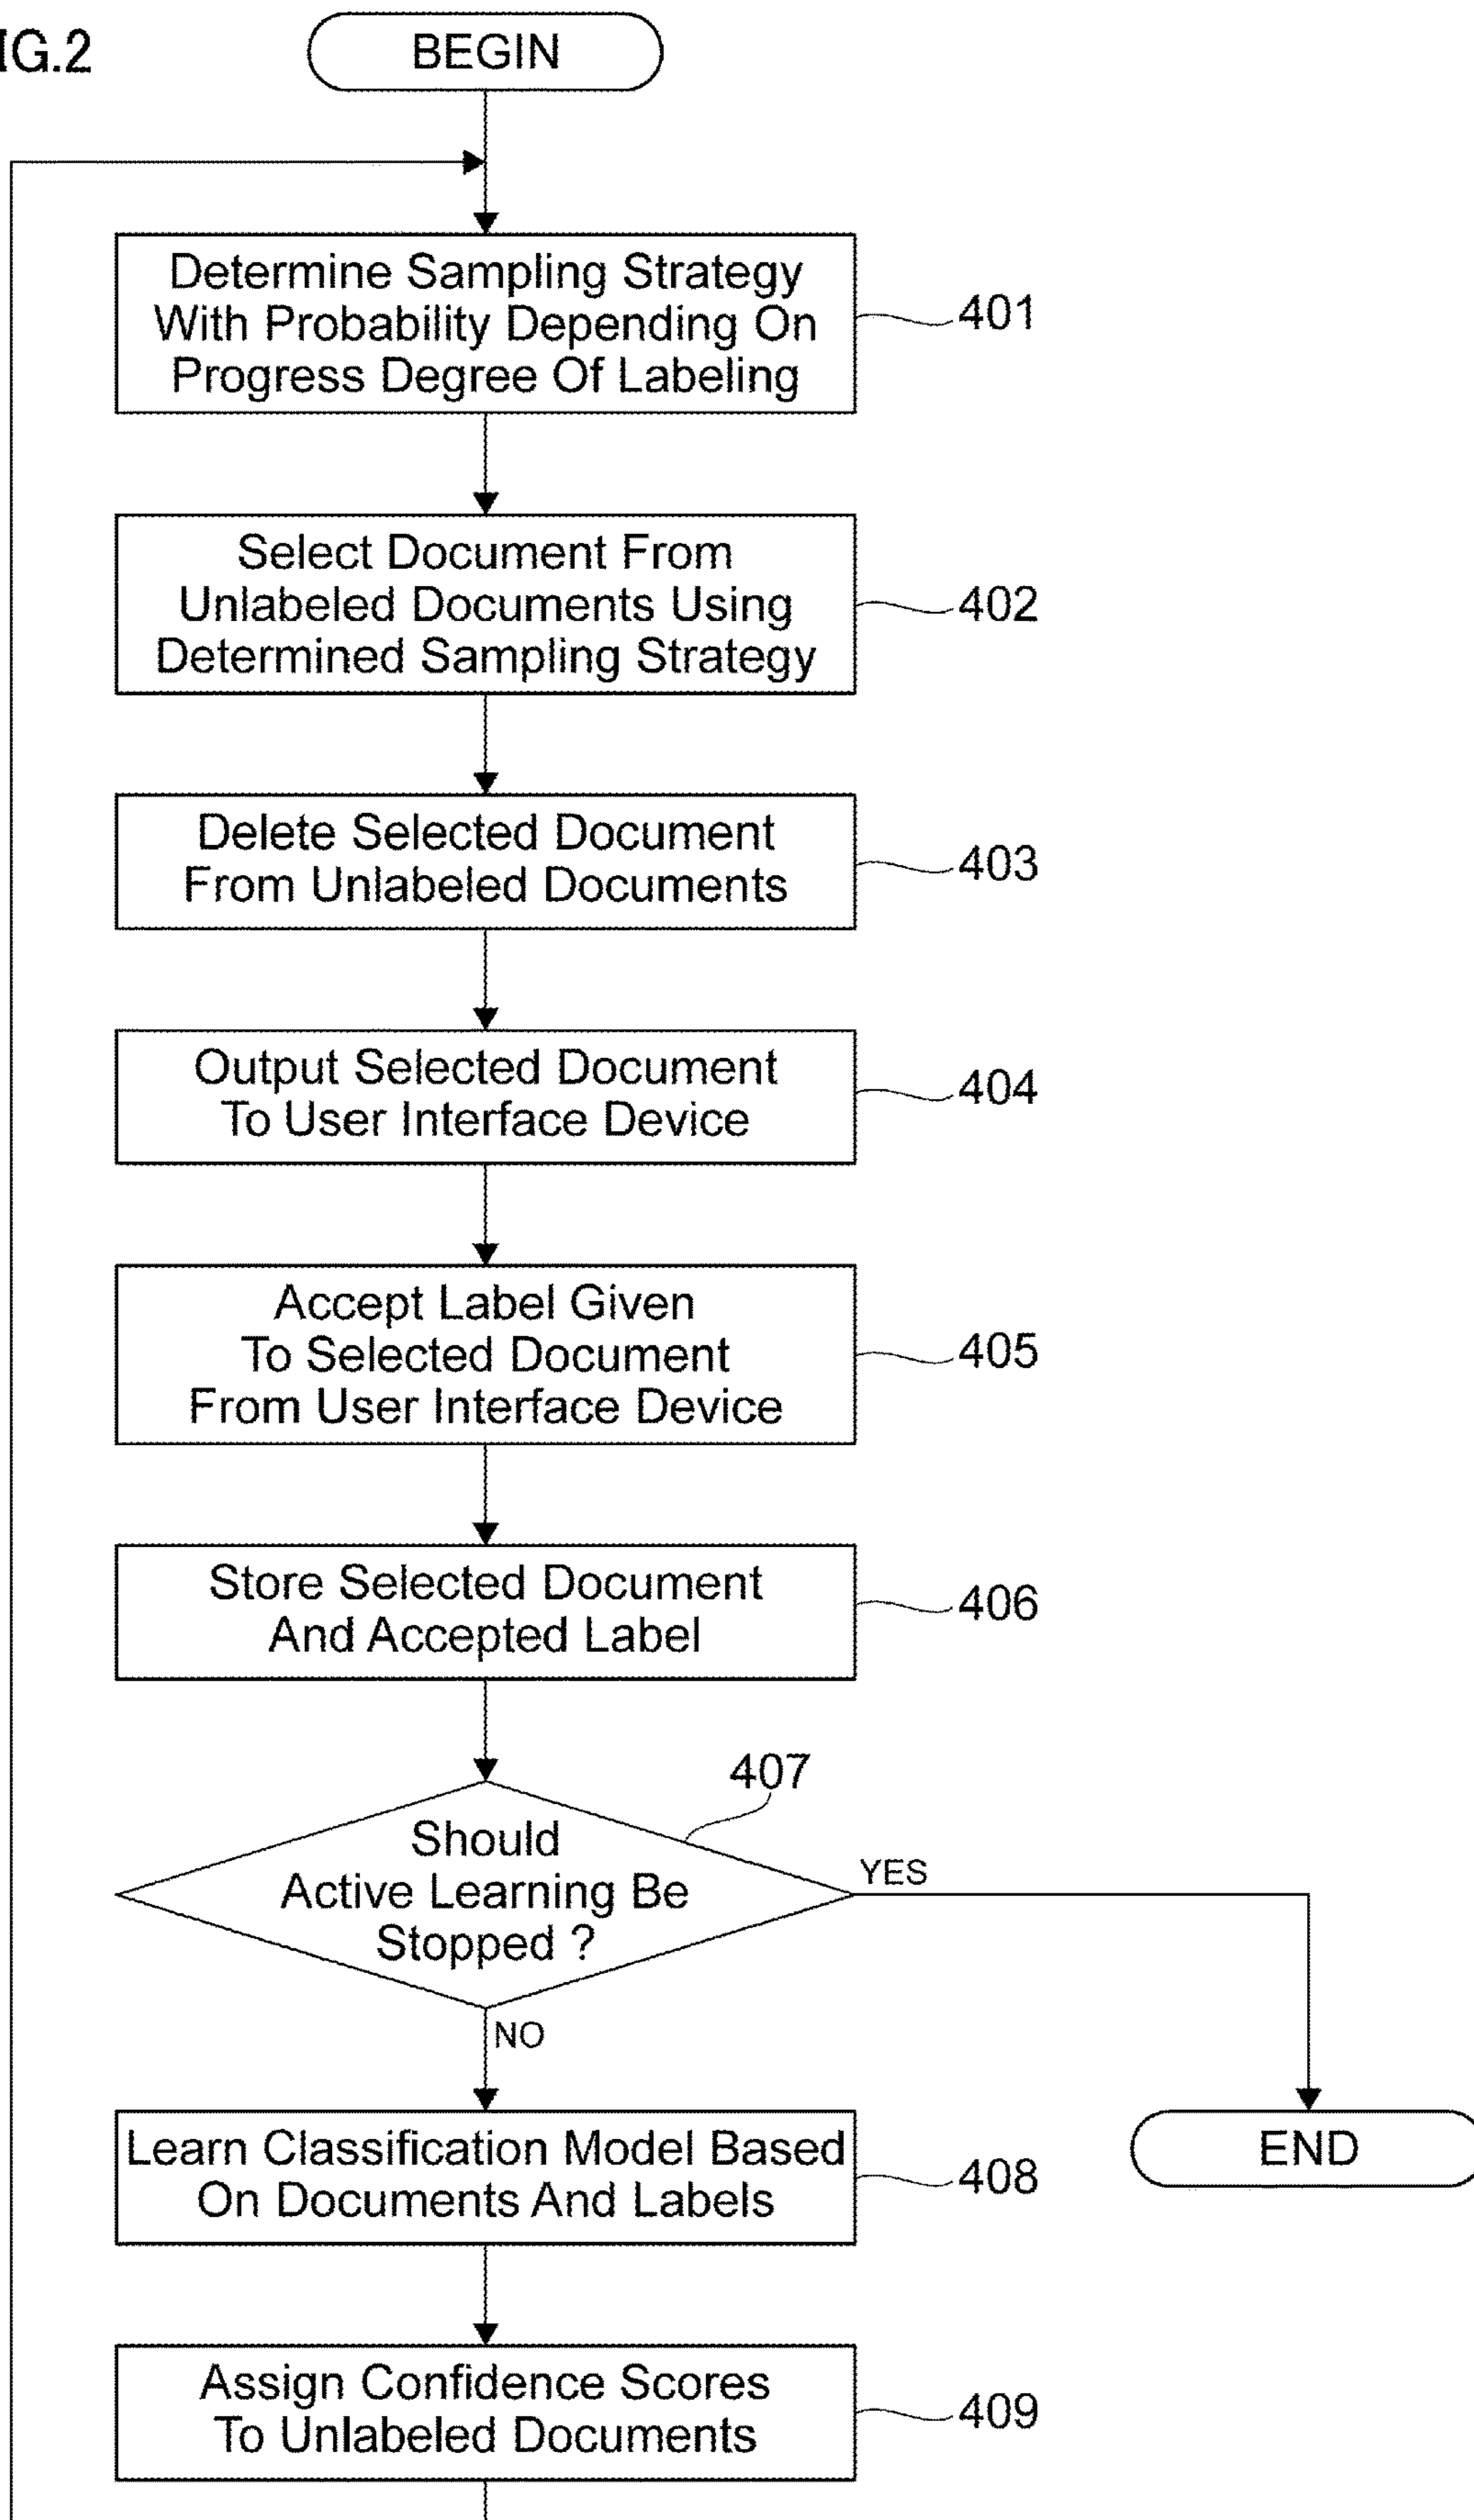 IG.2
BEGIN
Determine Sampling Strategy
With Probability Depending On
Progress Degree Of Labeling
401
Select Document From
Unlabeled Documents Using
Determined Sampling Strategy
402
Delete Selected Document
From Unlabeled Documents
403
Output Selected Document
To User Interface Device
404
Accept Label Given
To Selected Document
From User Interface Device
405
Store Selected Document
And Accepted Label
406
407
Should
Active Learning Be
Stopped ?
YES
NO
Learn Classification Model Based
On Documents And Labels
408
END
Assign Confidence Scores
To Unlabeled Documents
409